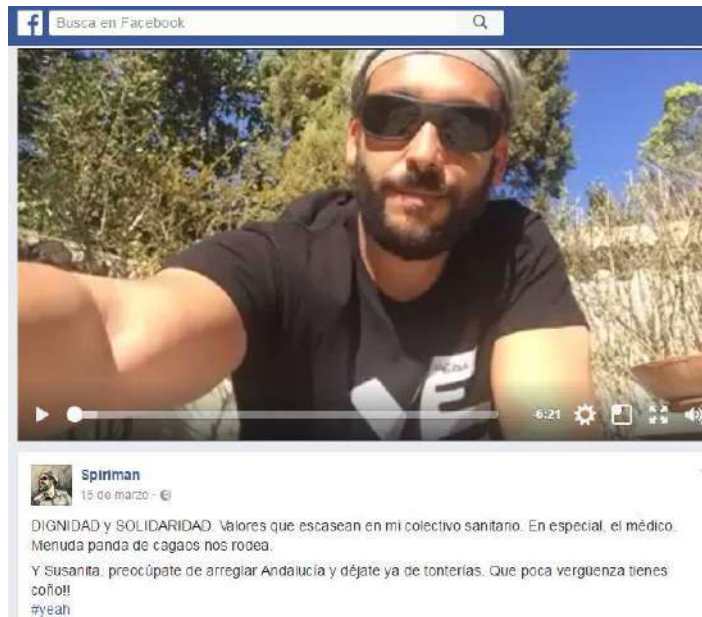 f Busca en Facebook
YE
-6:21
Spiriman
16 de marzo ·
DIGNIDAD y SOLIDARIDAD. Valores que escasean en mi colectivo sanitario. En especial, el médico.
Menuda panda de cagaos nos rodea.
Y Susanita, preocúpate de arreglar Andalucía y déjate ya de tonterías. Que poca vergüenza tienes
coño!!
#yeah